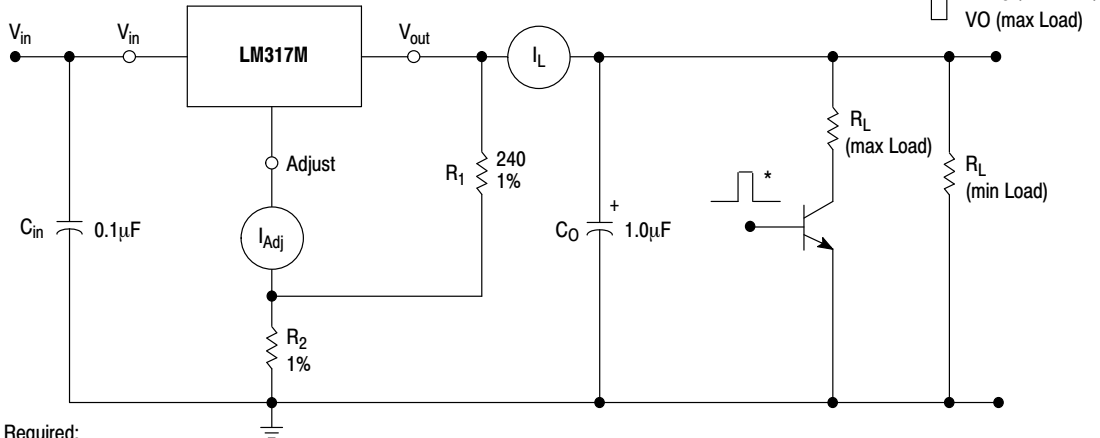 VO (max Load)
Vin
Vin
LM317M
Vout
IL
RL
(max Load)
RL
(min Load)
Adjust
R1
240
1%
*
Cin
0.1μF
IAdj
CO
+
1.0μF
R2
1%
Required: